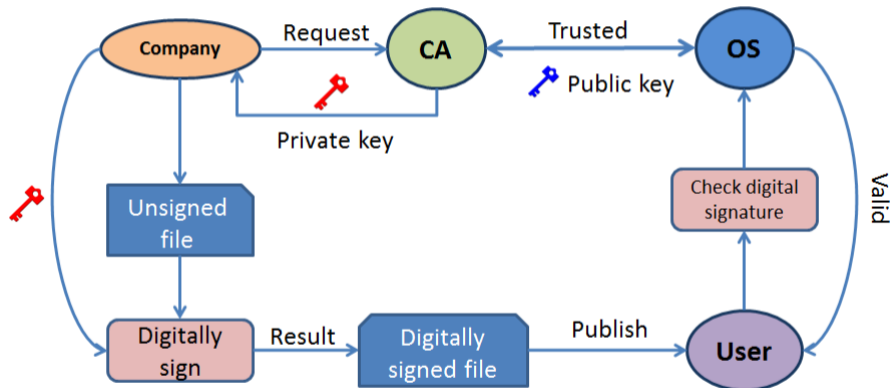 Company
Request
CA
Trusted
OS
Public key
Private key
Unsigned
file
Check digital
signature
Valid
Digitally
sign
Result
Digitally
signed file
Publish
User